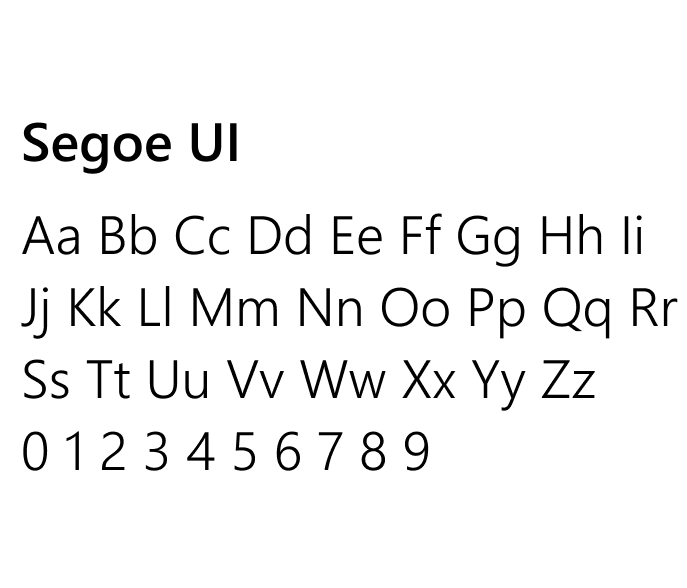 Segoe UI
Aa Bb Cc Dd Ee Ff Gg Hh Ii
Jj Kk Ll Mm Nn Oo Pp Qq Rr
Ss Tt Uu Vv Ww Xx Yy Zz
0 1 2 3 4 5 6 7 8 9